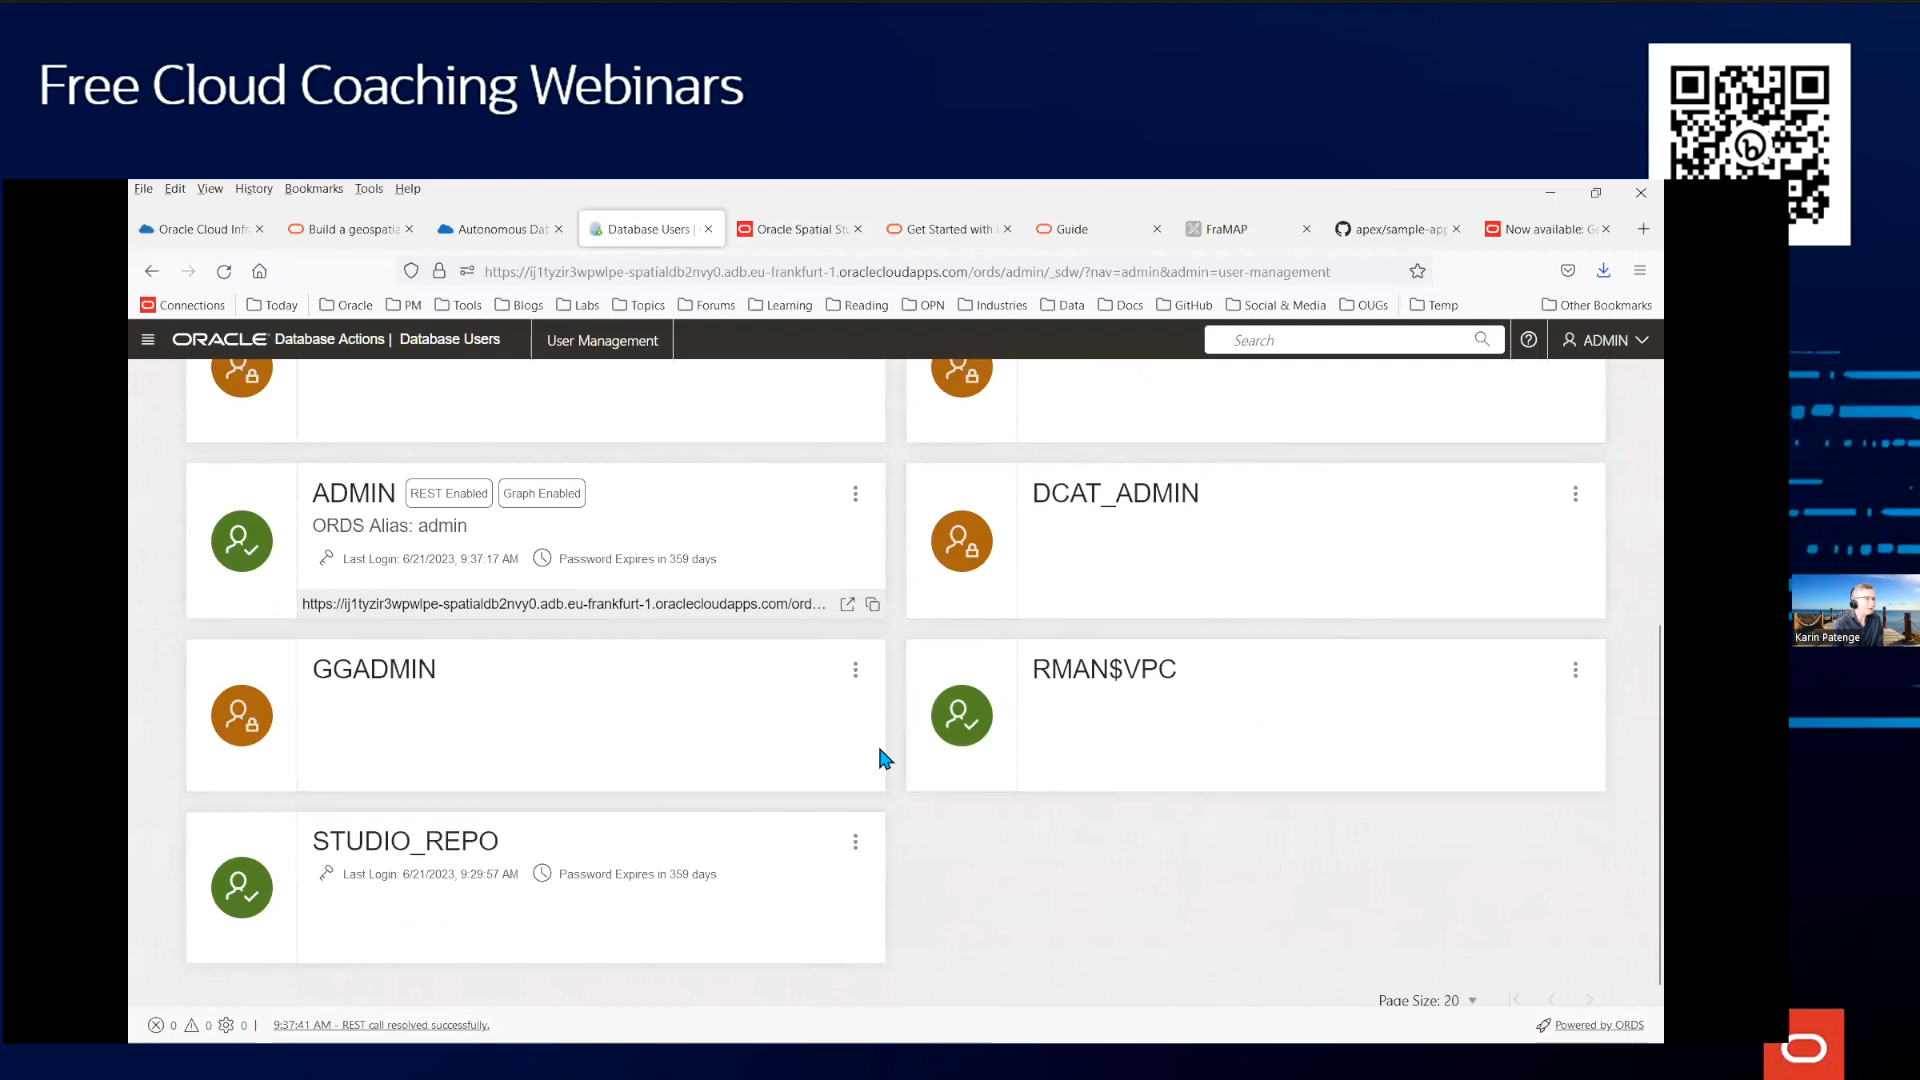 Free Cloud Coaching Webinars
File Edit View History Bookmarks Tools Help
Oracle Cloud Infr
Build a geospatia
Autonomous Dat
Database Users |
Oracle Spatial Stu
Get Started with
Guide
FraMAP
apex/sample-app
Now available: Ge
https://ij1tyzir3wpwlpe-spatialdb2nvy0.adb.eu-frankfurt-1.oraclecloudapps.com/ords/admin/_sdw/?nav=admin&admin=user-management
Connections Today Oracle PM Tools Blogs Labs Topics Forums Learning Reading OPN Industries Data Docs GitHub Social & Media OUGs Temp Other Bookmarks
ORACLE Database Actions | Database Users User Management Search ADMIN
ADMIN REST Enabled Graph Enabled
ORDS Alias: admin
Last Login: 6/21/2023, 9:37:17 AM Password Expires in 359 days
https://ij1tyzir3wpwlpe-spatialdb2nvy0.adb.eu-frankfurt-1.oraclecloudapps.com/ord...
DCAT_ADMIN
GGADMIN
RMAN$VPC
STUDIO_REPO
Last Login: 6/21/2023, 9:29:57 AM Password Expires in 359 days
Karin Patenge
Page Size: 20
0 0 0 | 9:37:41 AM - REST call resolved successfully.
Powered by ORDS